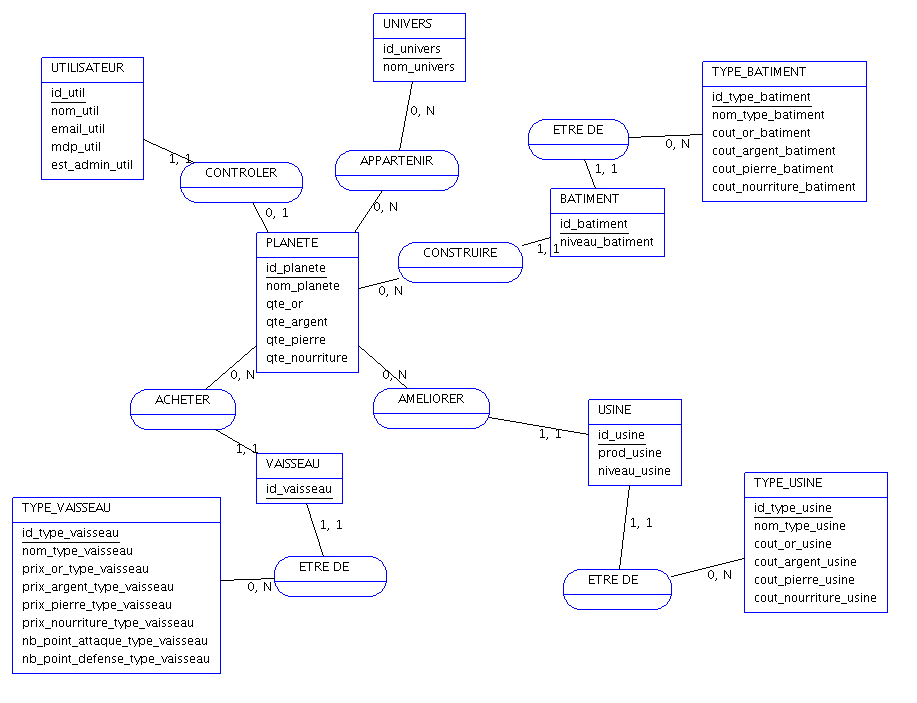 UNIVERS
id_univers
nom_univers
0, N
UTILISATEUR
id_util
nom_util
email_util
mdp_util
est_admin_util
1, 1
CONTROLER
0, 1
APPARTENIR
0, N
TYPE_BATIMENT
id_type_batiment
nom_type_batiment
cout_or_batiment
cout_argent_batiment
cout_pierre_batiment
cout_nourriture_batiment
ETRE DE
0, N
1, 1
BATIMENT
id_batiment
niveau_batiment
1, 1
CONSTRUIRE
0, N
PLANETE
id_planete
nom_planete
qte_or
qte_argent
qte_pierre
qte_nourriture
0, N
0, N
ACHETER
AMELIORER
1, 1
1, 1
USINE
id_usine
prod_usine
niveau_usine
VAISSEAU
id_vaisseau
1, 1
1, 1
TYPE_USINE
id_type_usine
nom_type_usine
cout_or_usine
cout_argent_usine
cout_pierre_usine
cout_nourriture_usine
TYPE_VAISSEAU
id_type_vaisseau
nom_type_vaisseau
prix_or_type_vaisseau
prix_argent_type_vaisseau
prix_pierre_type_vaisseau
prix_nourriture_type_vaisseau
nb_point_attaque_type_vaisseau
nb_point_defense_type_vaisseau
ETRE DE
0, N
ETRE DE
0, N